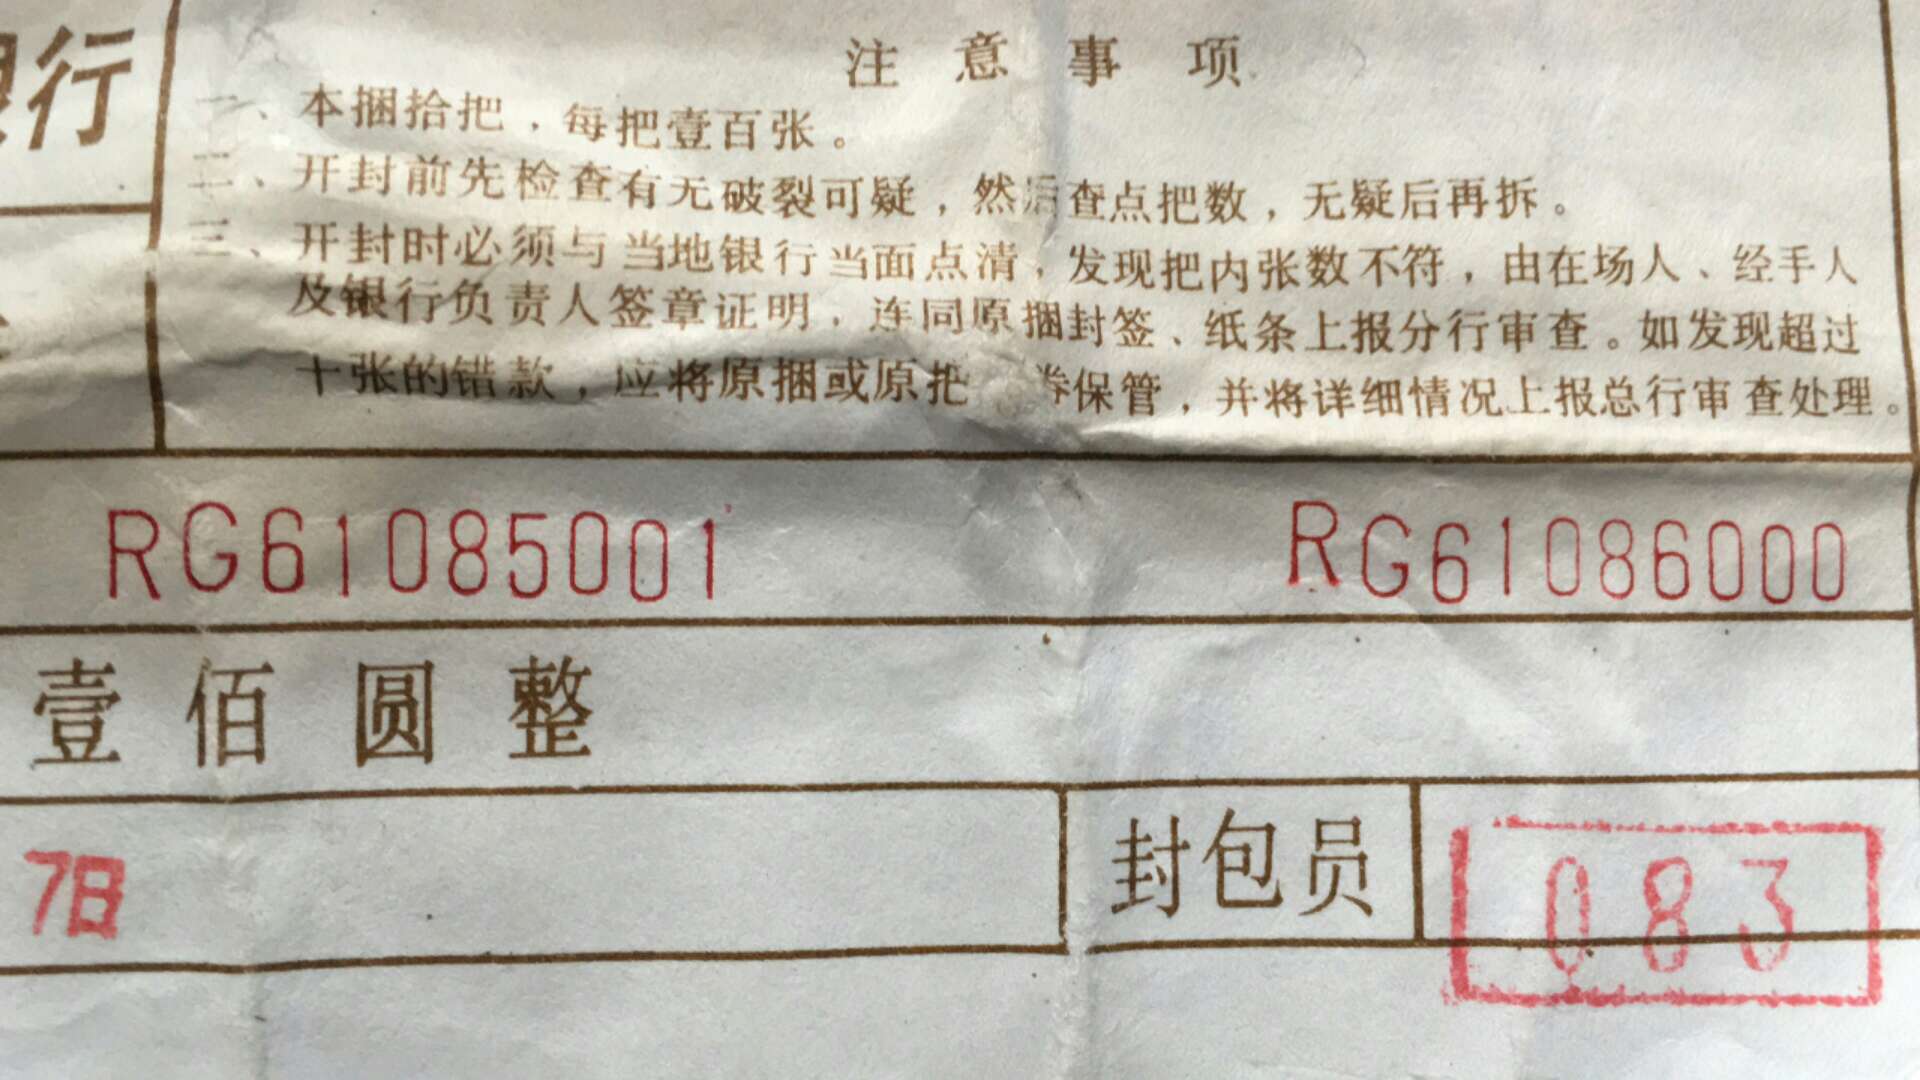 行
注意事项
一、本捆拾把，每把壹百张。
二、开封前先检查有无破裂可疑，然后查点把数，无疑后再拆。
三、开封时必须与当地银行当面点清，发现把内张数不符，由在场人、经手人
及银行负责人签章证明，连同原捆封签、纸条上报分行审查。如发现超过
十张的错款，应将原捆或原把 券保管，并将详细情况上报总行审查处理。
RG61085001 RG61086000
壹佰圆整
7日 封包员 083